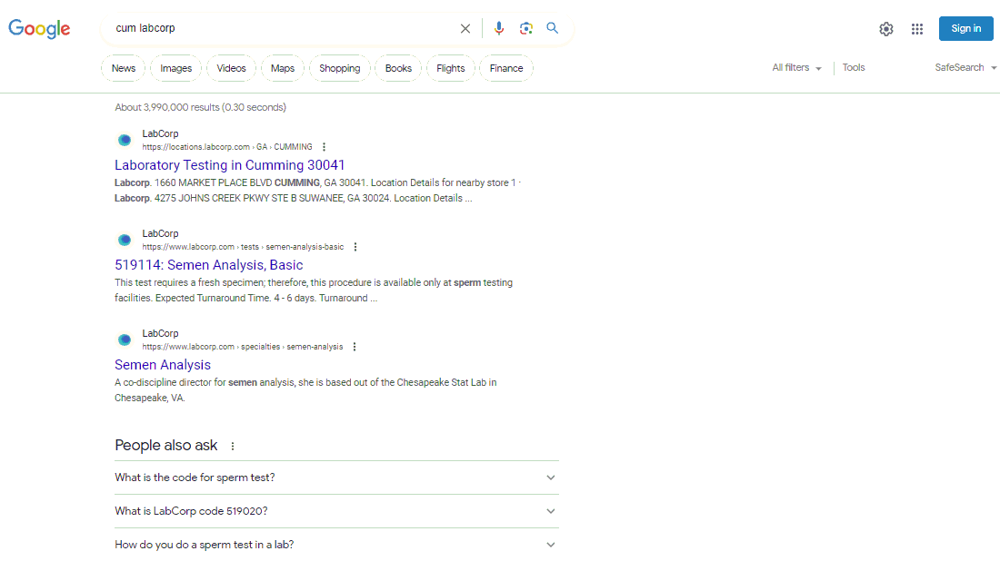 Google
cum labcorp
Sign in
News Images Videos Maps Shopping Books Flights Finance All filters Tools SafeSearch
About 3,990,000 results (0.30 seconds)
LabCorp
https://locations.labcorp.com › GA › CUMMING
Laboratory Testing in Cumming 30041
Labcorp. 1660 MARKET PLACE BLVD CUMMING, GA 30041. Location Details for nearby store 1 ·
Labcorp. 4275 JOHNS CREEK PKWY STE B SUWANEE, GA 30024. Location Details ...
LabCorp
https://www.labcorp.com › tests › semen-analysis-basic
519114: Semen Analysis, Basic
This test requires a fresh specimen; therefore, this procedure is available only at sperm testing
facilities. Expected Turnaround Time. 4 - 6 days. Turnaround ...
LabCorp
https://www.labcorp.com › specialties › semen-analysis
Semen Analysis
A co-discipline director for semen analysis, she is based out of the Chesapeake Stat Lab in
Chesapeake, VA.
People also ask
What is the code for sperm test?
What is LabCorp code 519020?
How do you do a sperm test in a lab?